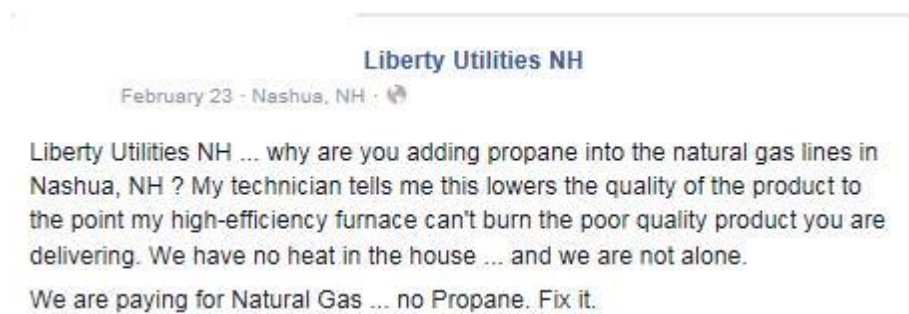 Liberty Utilities NH
February 23 · Nashua, NH ·
Liberty Utilities NH ... why are you adding propane into the natural gas lines in
Nashua, NH ? My technician tells me this lowers the quality of the product to
the point my high-efficiency furnace can't burn the poor quality product you are
delivering. We have no heat in the house ... and we are not alone.
We are paying for Natural Gas ... no Propane. Fix it.